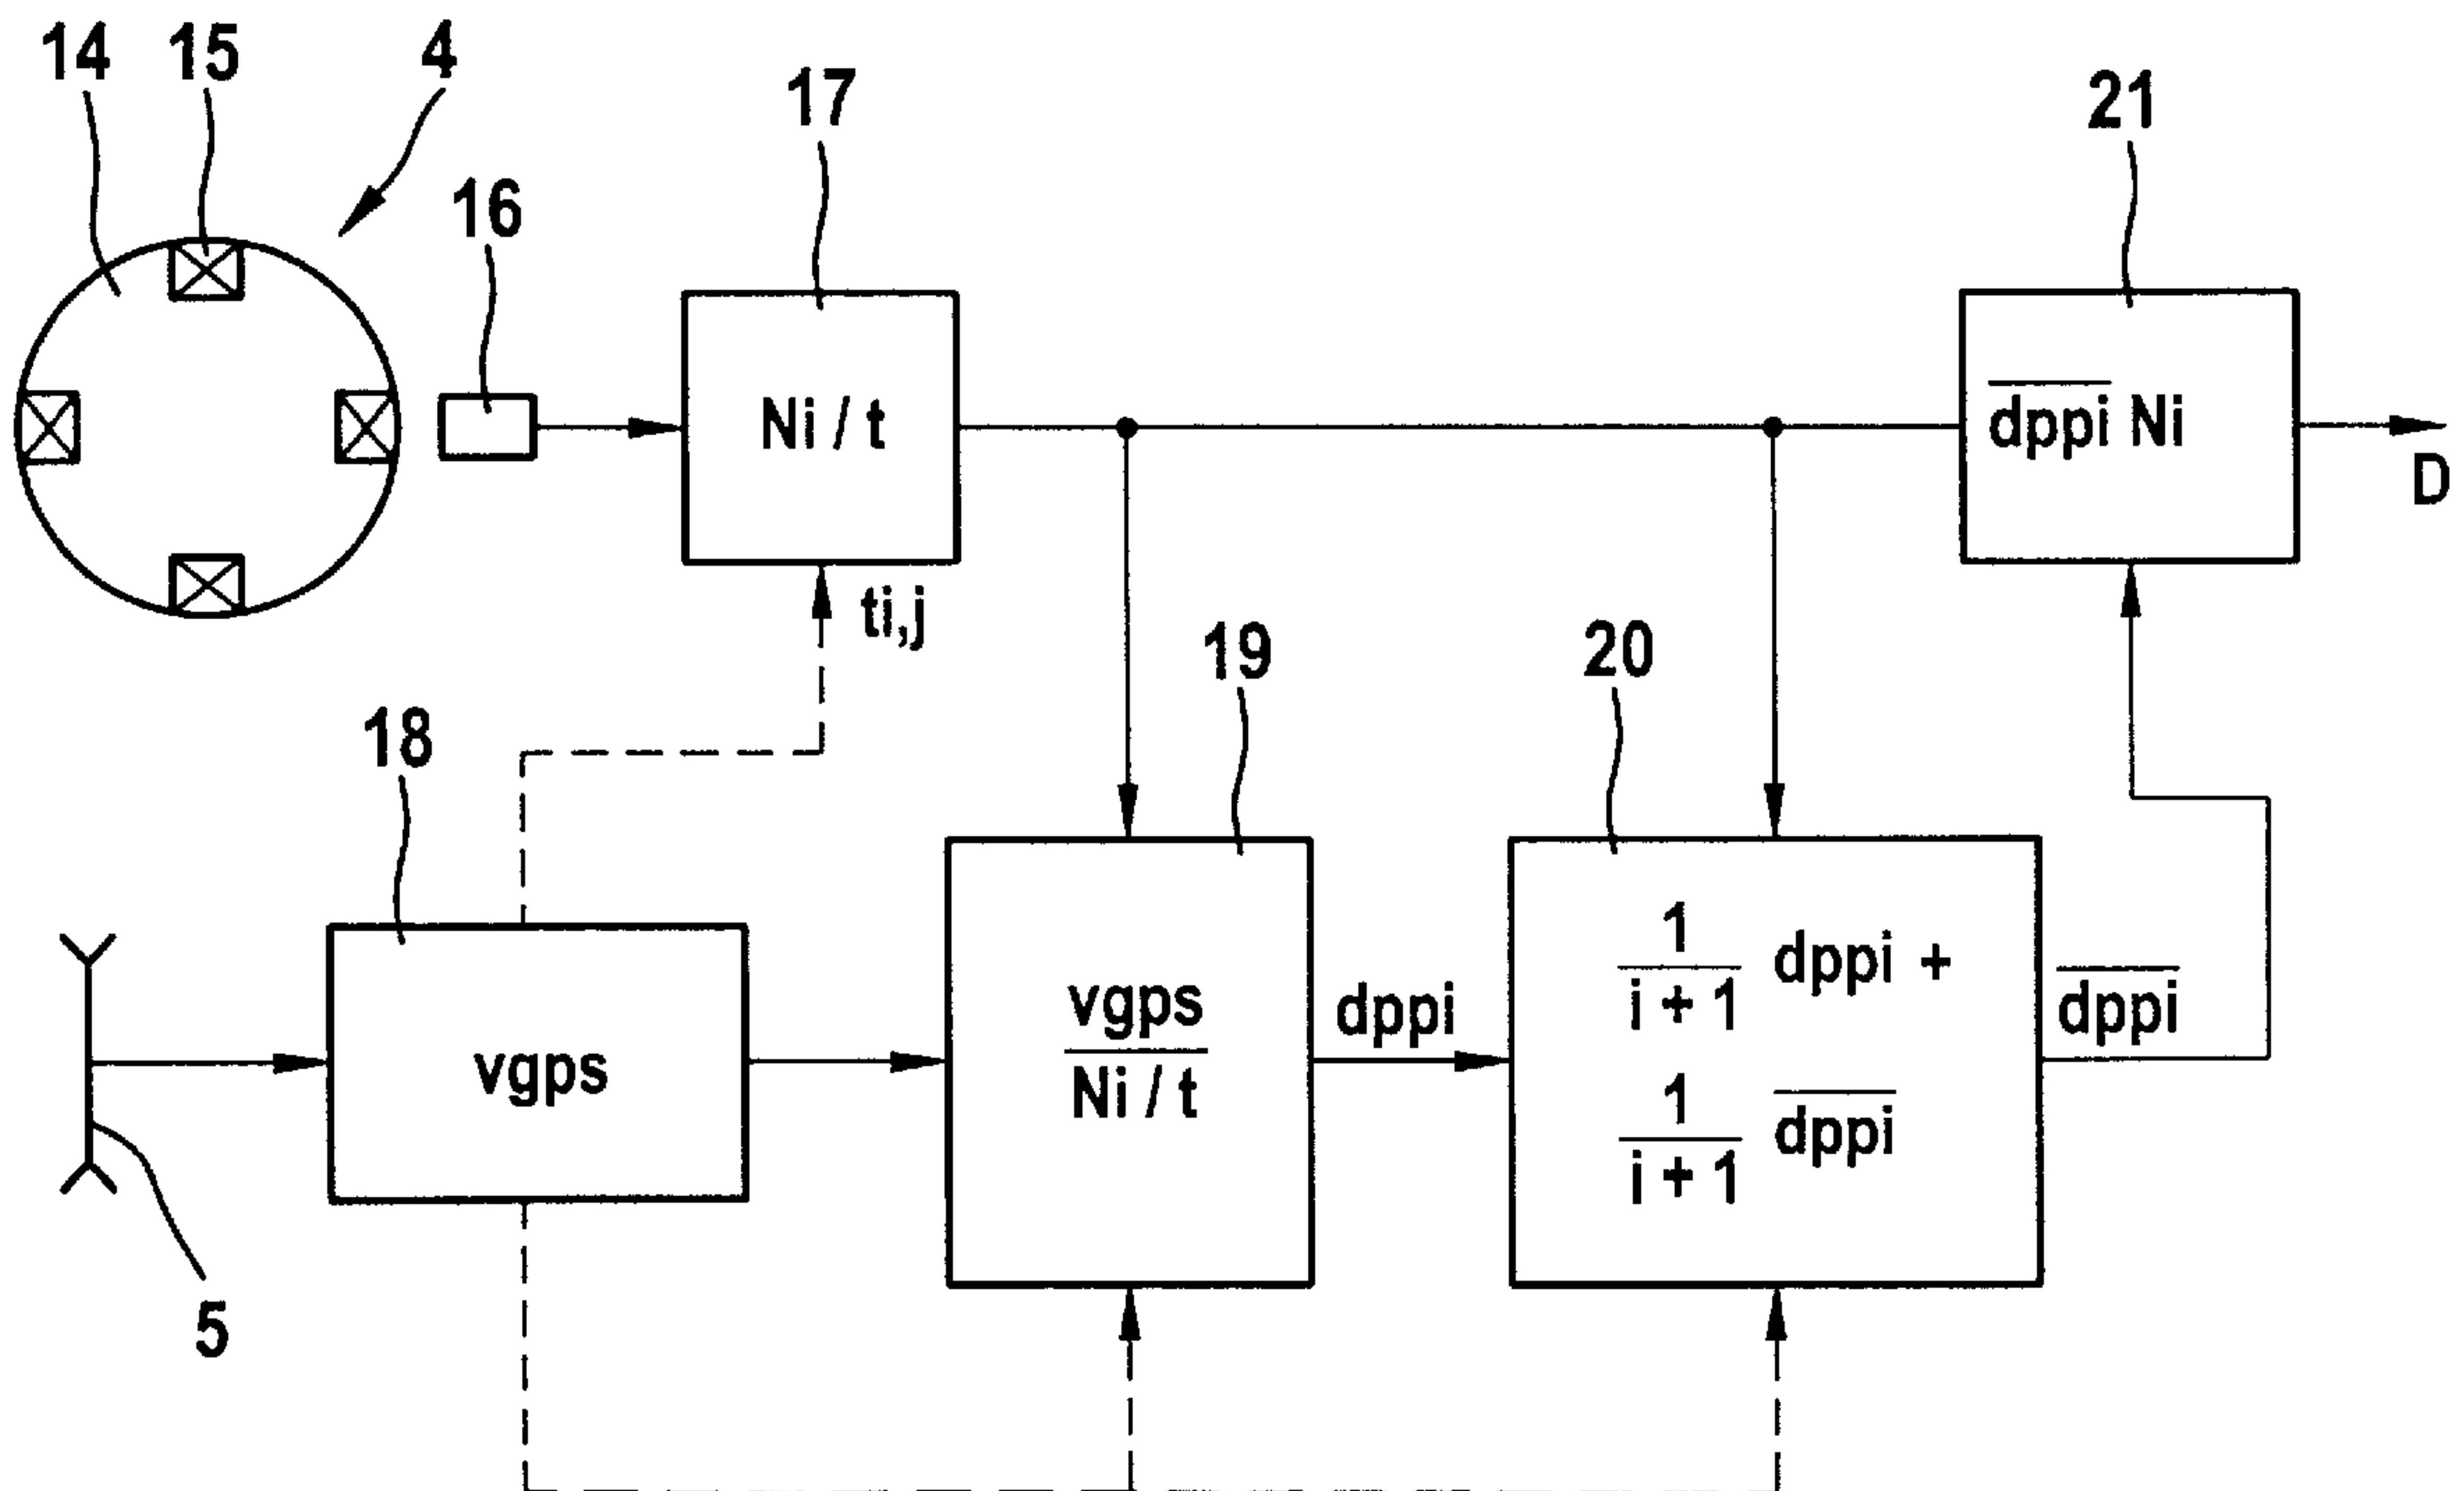 14 15 4
17
21
16
Ni / t
dppi Ni
D
ti,j
19
20
18
vgps
vgps
Ni / t
dppi
1
i + 1
dppi +
1
i + 1
dppi
dppi
5